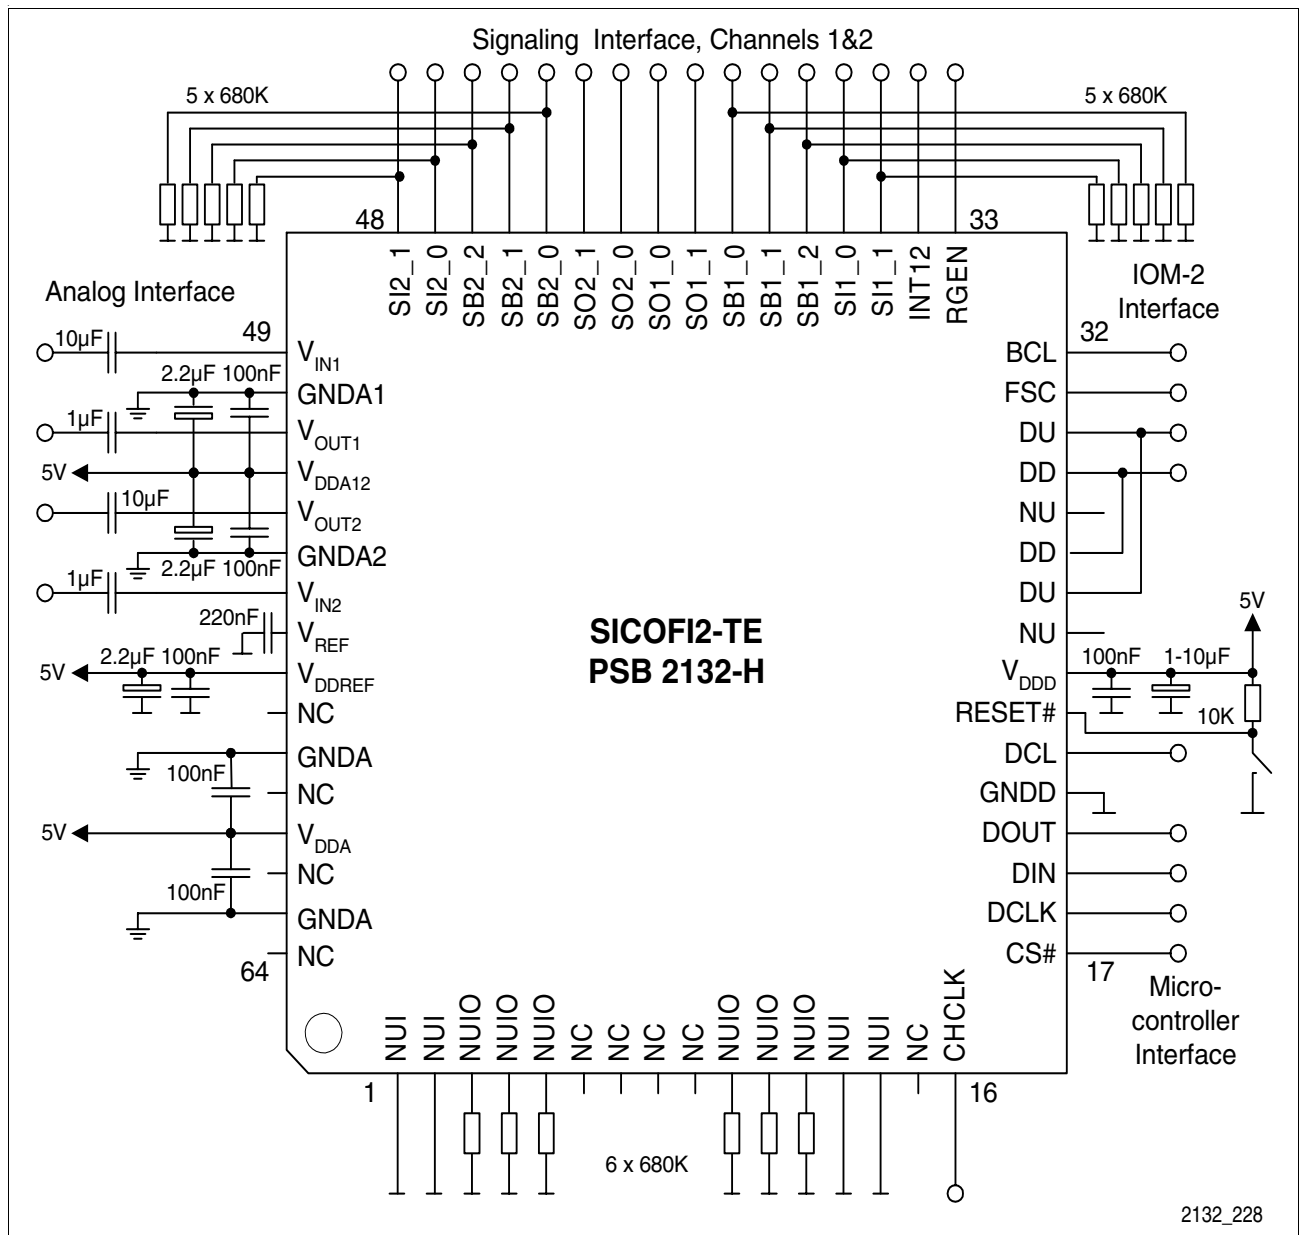 Signaling Interface, Channels 1&2
5 x 680K
5 x 680K
48
33
SI2_1
SI2_0
SB2_2
SB2_1
SB2_0
SO2_1
SO2_0
SO1_0
SO1_1
SB1_0
SB1_1
SB1_2
SI1_0
SI1_1
INT12
RGEN
Analog Interface
IOM-2
Interface
49
32
10µF
VIN1
2.2µF
100nF
GNDA1
1µF
VOUT1
5V
VDDA12
10µF
VOUT2
2.2µF
100nF
GNDA2
1µF
VIN2
220nF
VREF
5V
2.2µF
100nF
VDDREF
NC
GNDA
100nF
NC
5V
VDDA
NC
100nF
GNDA
NC
64
SICOFI2-TE
PSB 2132-H
BCL
FSC
DU
DD
NU
DD
DU
NU
5V
VDDD
100nF
1-10µF
RESET#
10K
DCL
GNDD
DOUT
DIN
DCLK
CS#
17
Micro-
controller
Interface
NUI
NUI
NUIO
NUIO
NUIO
NC
NC
NC
NC
NUIO
NUIO
NUIO
NUI
NUI
NC
CHCLK
1
16
6 x 680K
2132_228